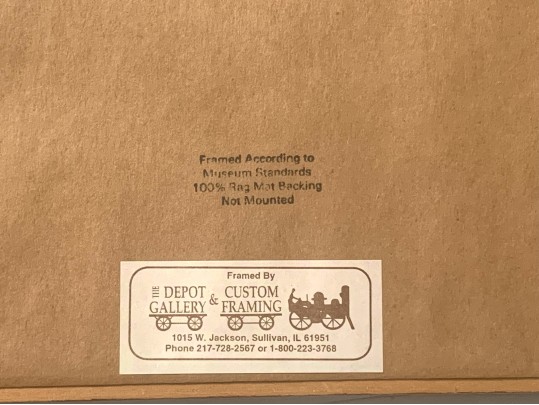 Framed According to
Museum Standards
100% Rag Mat Backing
Not Mounted
Framed By
THE DEPOT GALLERY & CUSTOM FRAMING
1015 W. Jackson, Sullivan, IL 61951
Phone 217-728-2567 or 1-800-223-3768